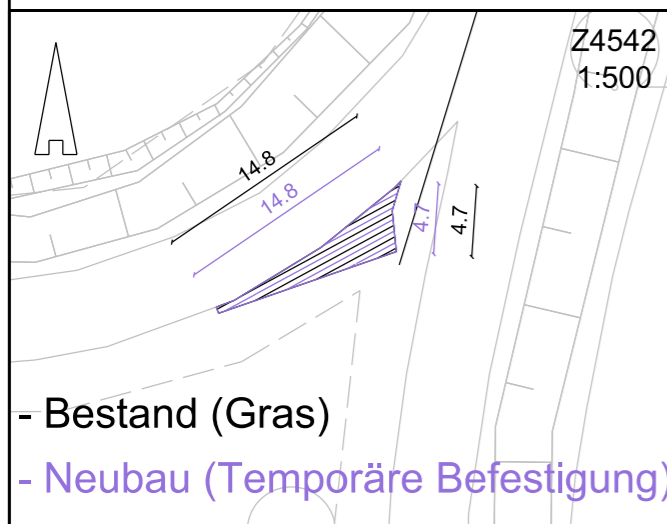 Z4542
1:500
14.8
14.8
4.7
4.7
- Bestand (Gras)
- Neubau (Temporäre Befestigung)